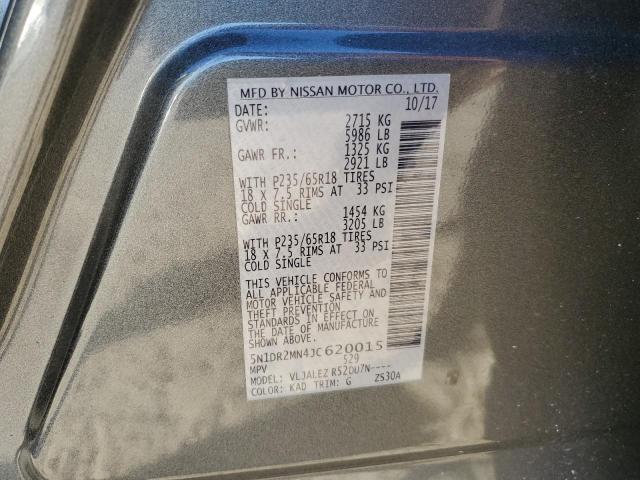 MFD BY NISSAN MOTOR CO., LTD.
DATE: 10/17
GVWR: 2715 KG
5986 LB
GAWR FR.: 1325 KG
2921 LB
WITH P235/65R18 TIRES
18 X 7.5 RIMS AT 33 PSI
COLD SINGLE
GAWR RR.: 1454 KG
3205 LB
WITH P235/65R18 TIRES
18 X 7.5 RIMS AT 33 PSI
COLD SINGLE
THIS VEHICLE CONFORMS TO
ALL APPLICABLE FEDERAL
MOTOR VEHICLE SAFETY AND
THEFT PREVENTION
STANDARDS IN EFFECT ON
THE DATE OF MANUFACTURE
SHOWN ABOVE.
5N1DR2MN4JC620015
MPV 529
MODEL: VLJALEZ R52DU7N----
COLOR: KAD TRIM: G ZS30A